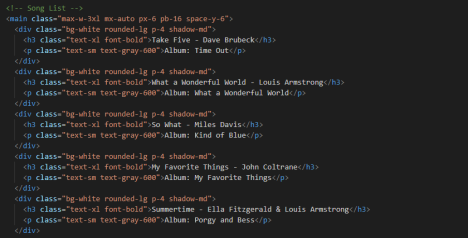 <!-- Song List -->
<main class="max-w-3xl mx-auto px-6 pb-16 space-y-6">
<div class="bg-white rounded-lg p-4 shadow-md">
<h3 class="text-xl font-bold">Take Five - Dave Brubeck</h3>
<p class="text-sm text-gray-600">Album: Time Out</p>
</div>
<div class="bg-white rounded-lg p-4 shadow-md">
<h3 class="text-xl font-bold">What a Wonderful World - Louis Armstrong</h3>
<p class="text-sm text-gray-600">Album: What a Wonderful World</p>
</div>
<div class="bg-white rounded-lg p-4 shadow-md">
<h3 class="text-xl font-bold">So What - Miles Davis</h3>
<p class="text-sm text-gray-600">Album: Kind of Blue</p>
</div>
<div class="bg-white rounded-lg p-4 shadow-md">
<h3 class="text-xl font-bold">My Favorite Things - John Coltrane</h3>
<p class="text-sm text-gray-600">Album: My Favorite Things</p>
</div>
<div class="bg-white rounded-lg p-4 shadow-md">
<h3 class="text-xl font-bold">Summertime - Ella Fitzgerald & Louis Armstrong</h3>
<p class="text-sm text-gray-600">Album: Porgy and Bess</p>
</div>